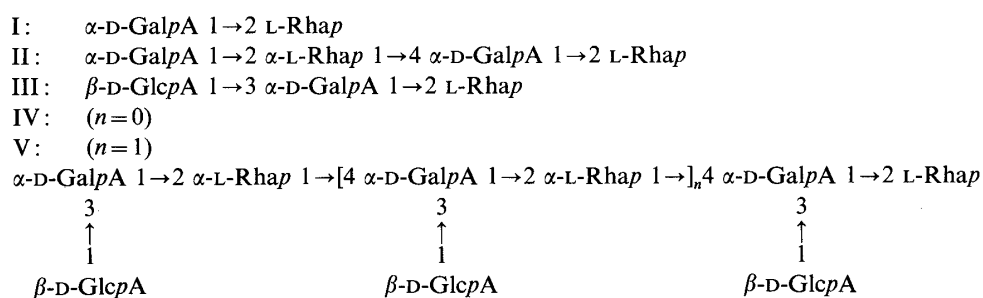 I: α-D-GalpA 1→2 L-Rhap
II: α-D-GalpA 1→2 α-L-Rhap 1→4 α-D-GalpA 1→2 L-Rhap
III: β-D-GlcpA 1→3 α-D-GalpA 1→2 L-Rhap
IV: (n=0)
V: (n=1)
α-D-GalpA 1→2 α-L-Rhap 1→[4 α-D-GalpA 1→2 α-L-Rhap 1→]n4 α-D-GalpA 1→2 L-Rhap
3 3 3
↑ ↑ ↑
1 1 1
β-D-GlcpA β-D-GlcpA β-D-GlcpA